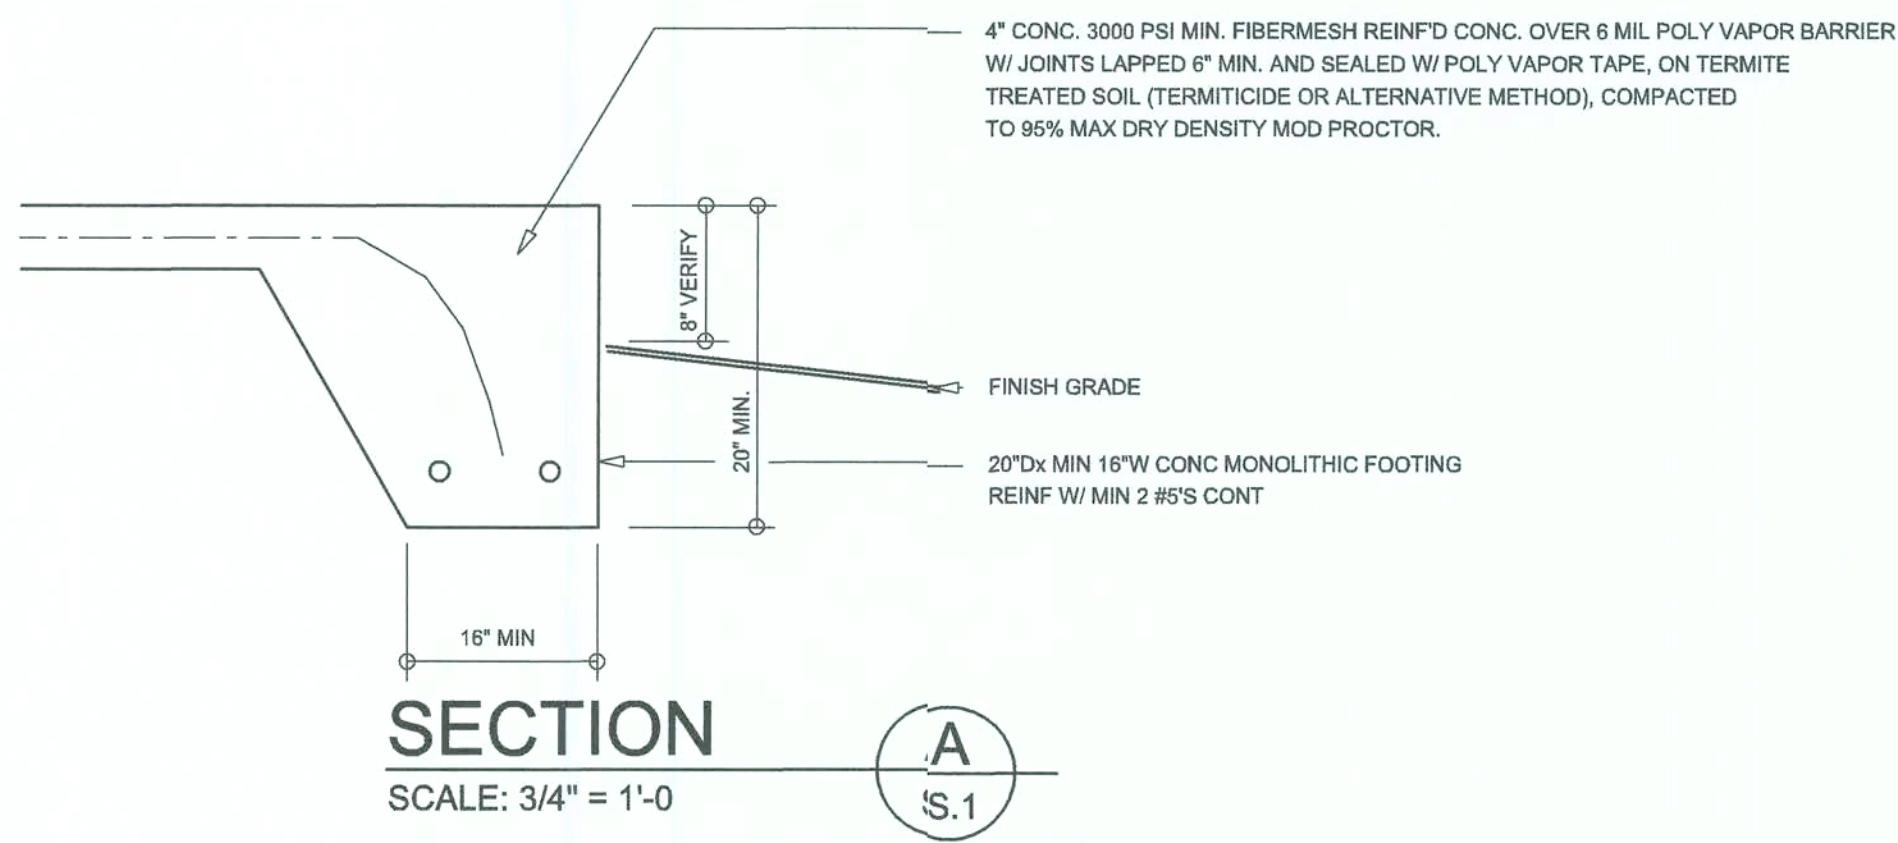 4" CONC. 3000 PSI MIN. FIBERMESH REINF'D CONC. OVER 6 MIL POLY VAPOR BARRIER
W/ JOINTS LAPPED 6" MIN. AND SEALED W/ POLY VAPOR TAPE, ON TERMITE
TREATED SOIL (TERMITICIDE OR ALTERNATIVE METHOD), COMPACTED
TO 95% MAX DRY DENSITY MOD PROCTOR.
8" VERIFY
20" MIN.
FINISH GRADE
20"Dx MIN 16"W CONC MONOLITHIC FOOTING
REINF W/ MIN 2 #5'S CONT
16" MIN
SECTION
SCALE: 3/4" = 1'-0
A
S.1